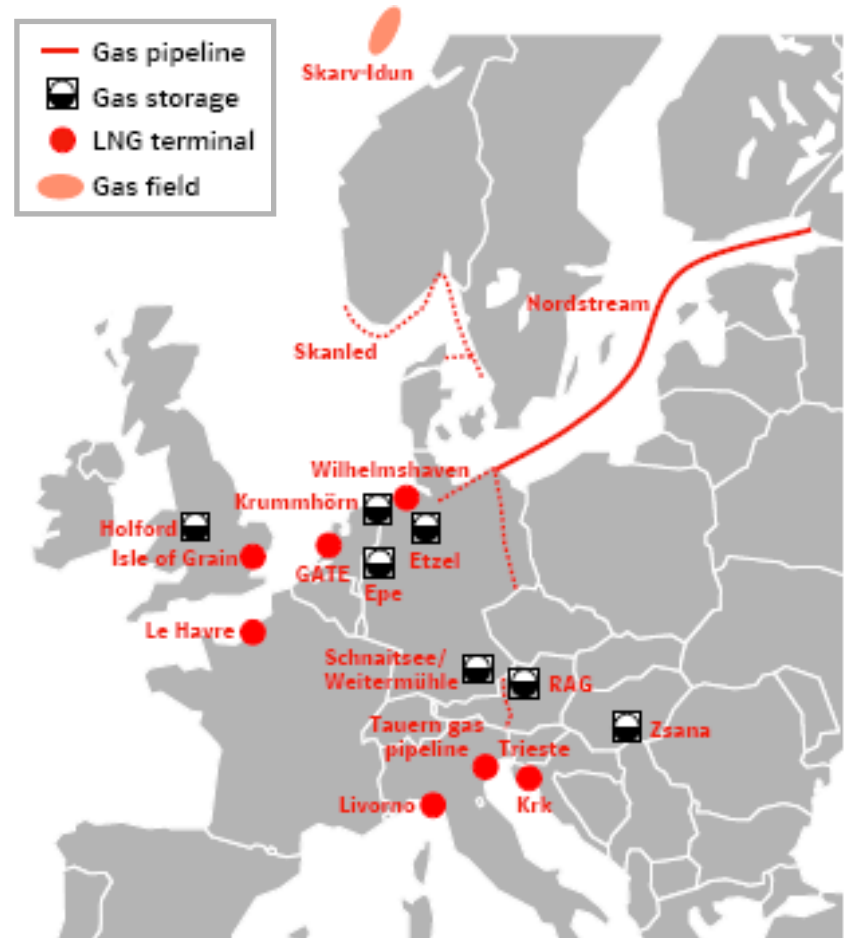 Gas pipeline
Gas storage
LNG terminal
Gas field
Skarv-Idun
Nordstream
Skanled
Wilhelmshaven
Krummhörn
Holford
Isle of Grain
GATE
Etzel
Epe
Le Havre
Schnaitsee/
Weitermühle
RAG
Tauern gas
pipeline
Trieste
Zsana
Livorno
Krk